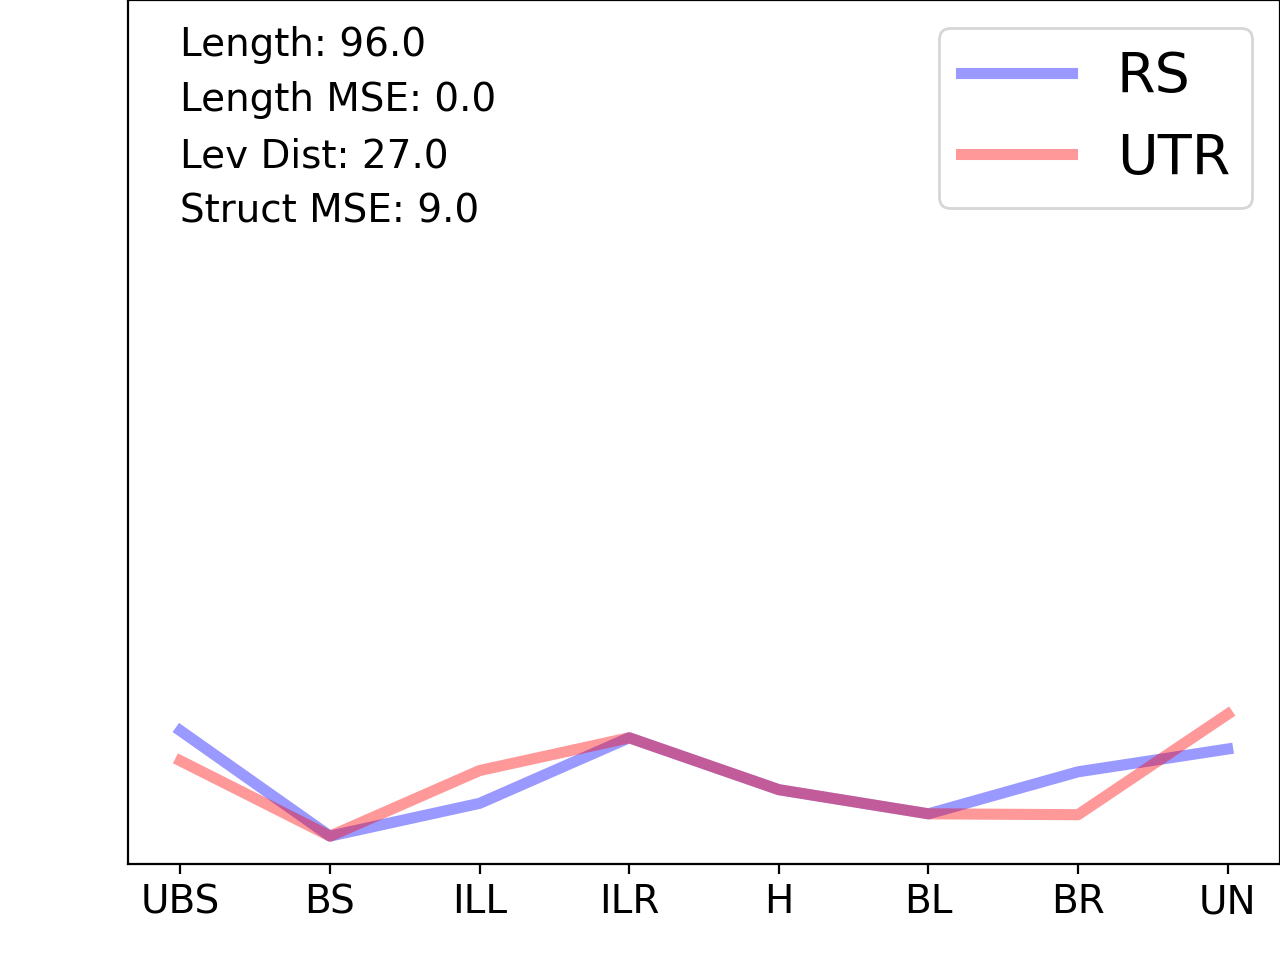 Length: 96.0
Length MSE: 0.0
Lev Dist: 27.0
Struct MSE: 9.0
RS
UTR
UBS BS ILL ILR H BL BR UN